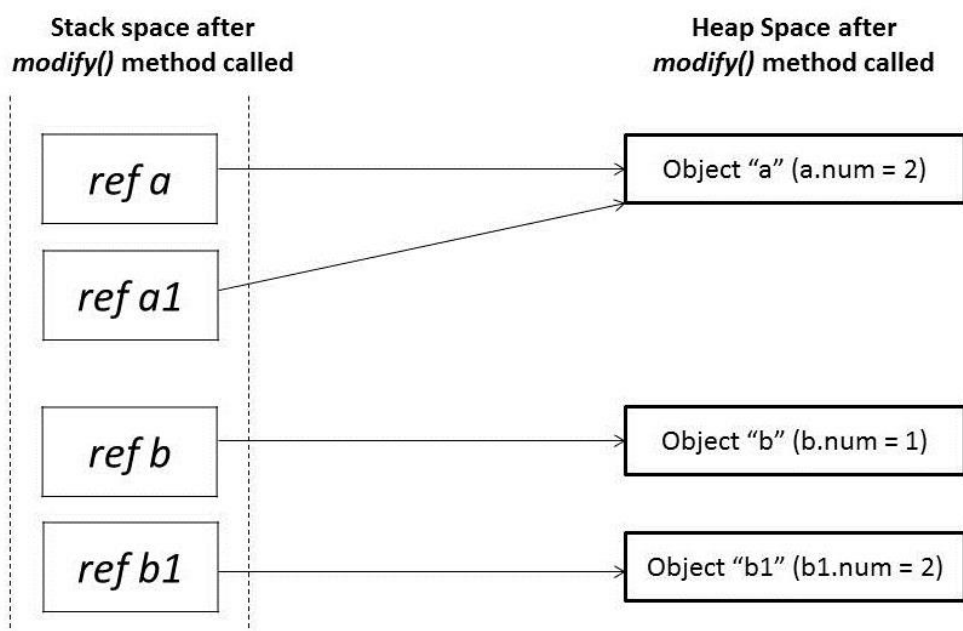 Stack space after
modify() method called
Heap Space after
modify() method called
ref a
Object “a” (a.num = 2)
ref a1
ref b
Object “b” (b.num = 1)
ref b1
Object “b1” (b1.num = 2)